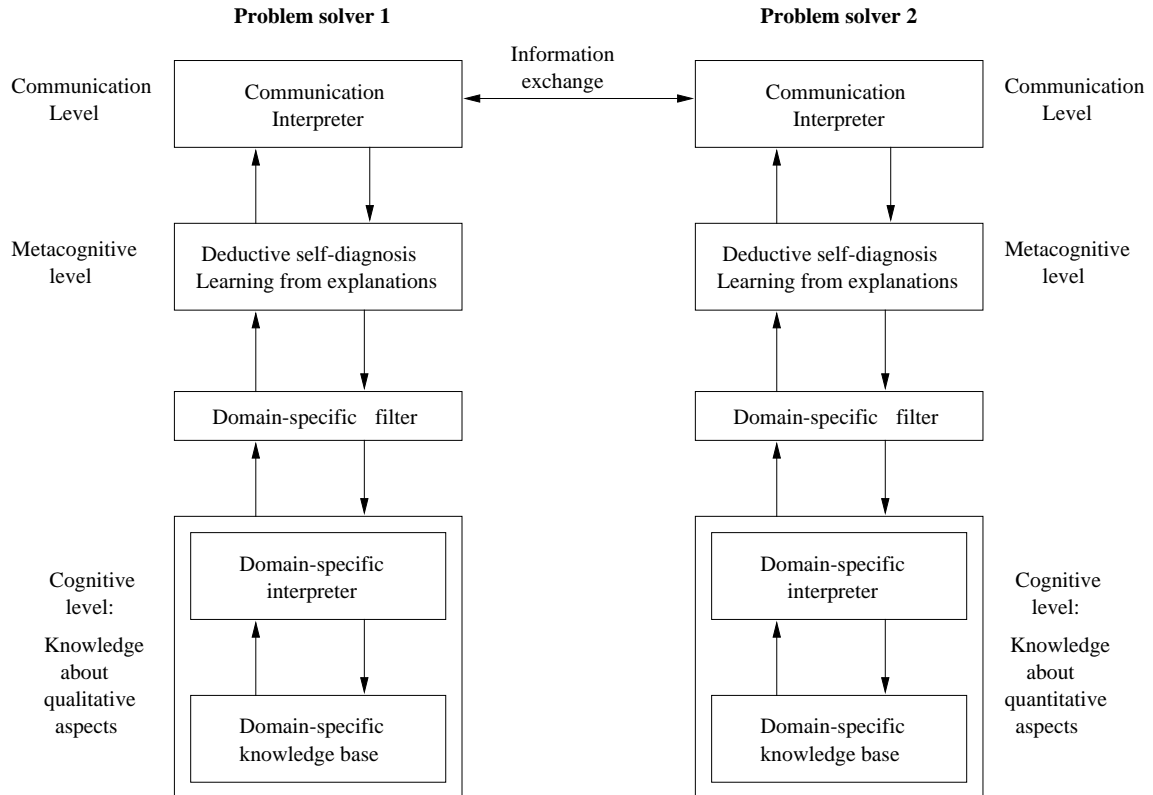 Problem solver 1
Problem solver 2
Information
exchange
Communication
Level
Communication
Interpreter
Communication
Interpreter
Communication
Level
Metacognitive
level
Deductive self-diagnosis
Learning from explanations
Deductive self-diagnosis
Learning from explanations
Metacognitive
level
Domain-specific filter
Domain-specific filter
Cognitive
level:
Knowledge
about
qualitative
aspects
Domain-specific
interpreter
Domain-specific
knowledge base
Domain-specific
interpreter
Domain-specific
knowledge base
Cognitive
level:
Knowledge
about
quantitative
aspects